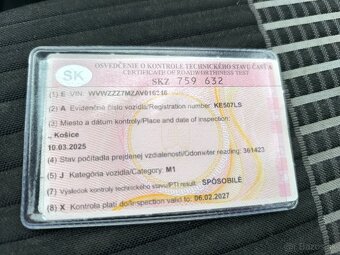 OSVEDČENIE O KONTROLE TECHNICKÉHO STAVU ČASŤ A
CERTIFICATE OF ROADWORTHINESS TEST
SK
SKZ 759 632
(1) E VIN:
(2) A Evidenčné číslo vozidla/Registration number: KE587LS
(3) Miesto a dátum kontroly/Place and date of inspection:
., Košice
10.03.2025
(4) Stav počítadla prejdenej vzdialenosti/Odometer reading: 361423
(5) J Kategória vozidla/Category: M1
(7) Výsledok kontroly technického stavu/PTI result: SPÔSOBILÉ
(8) X Kontrola platí do/Inspection valid to: 06.02.2027